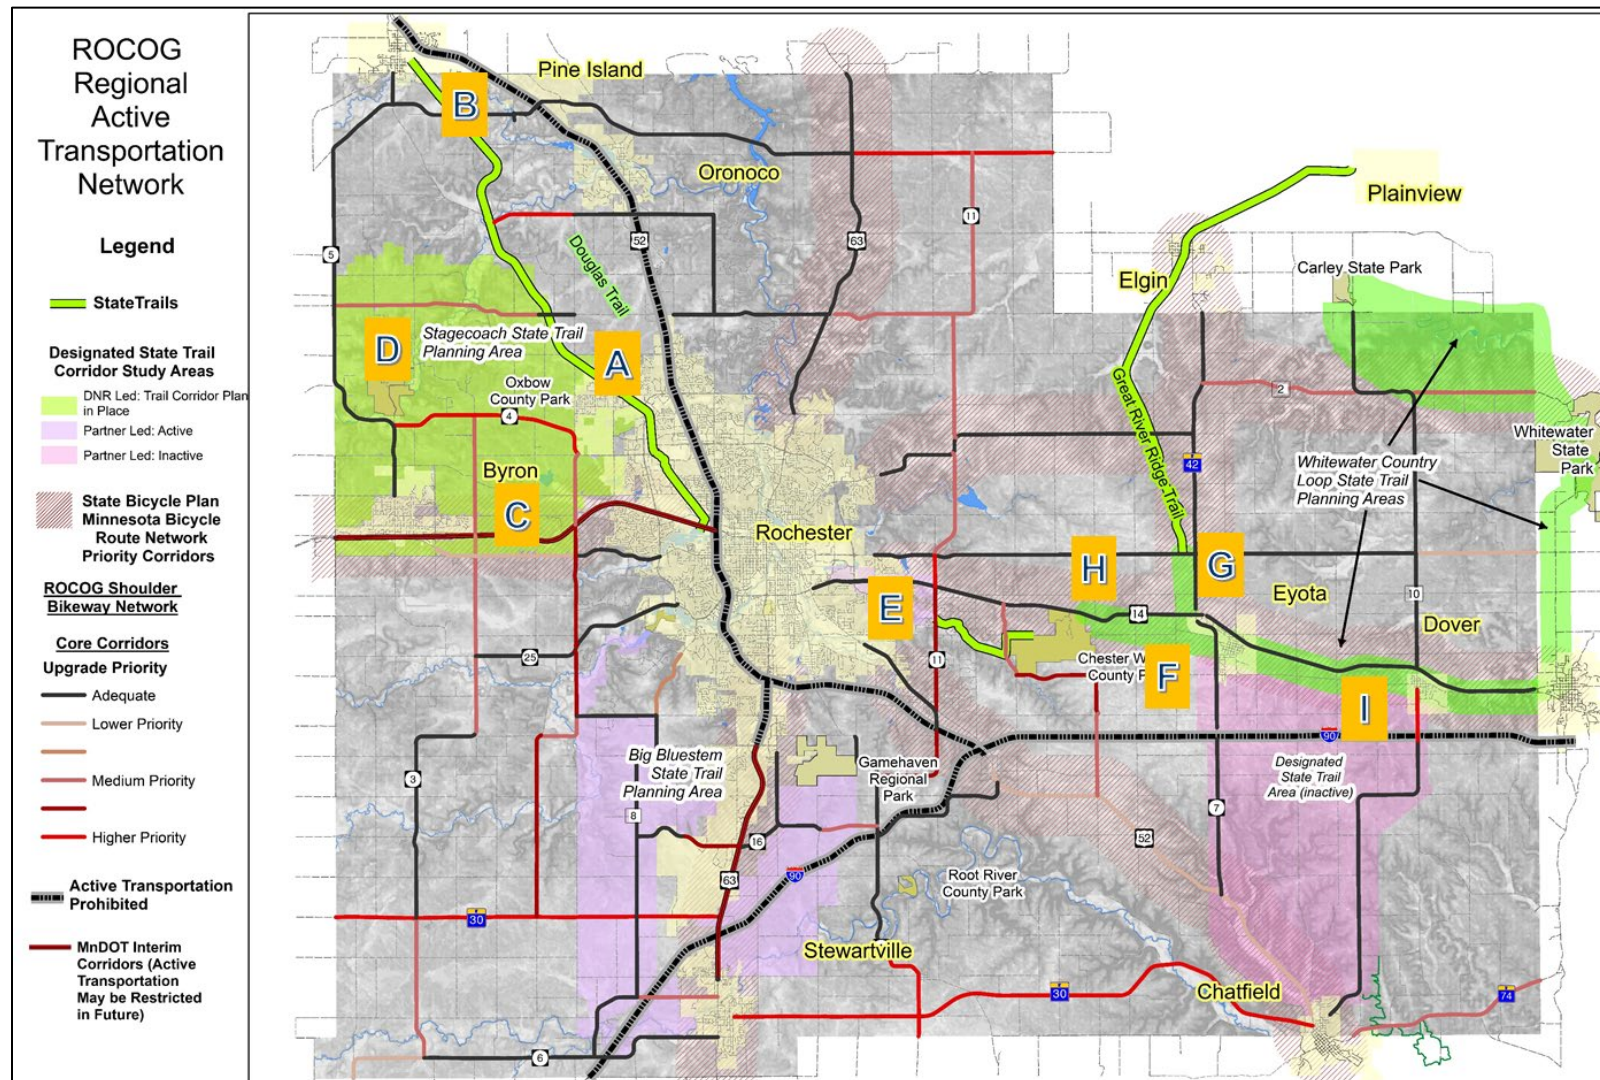 ROCOG
Regional
Active
Transportation
Network
Legend
StateTrails
Designated State Trail
Corridor Study Areas
DNR Led: Trail Corridor Plan
in Place
Partner Led: Active
Partner Led: Inactive
State Bicycle Plan
Minnesota Bicycle
Route Network
Priority Corridors
ROCOG Shoulder
Bikeway Network
Core Corridors
Upgrade Priority
Adequate
Lower Priority
Medium Priority
Higher Priority
Active Transportation
Prohibited
MnDOT Interim
Corridors (Active
Transportation
May be Restricted
in Future)
Pine Island
B
Oronoco
Plainview
11
52
63
5
Douglas Trail
Elgin
Carley State Park
D
Stagecoach State Trail
Planning Area
A
Oxbow
County Park
4
2
Great River Ridge Trail
Whitewater
State
Park
Byron
42
Whitewater Country
Loop State Trail
Planning Areas
C
Rochester
H
G
E
Eyota
10
14
Dover
25
11
Chester W
County P
F
I
90
Big Bluestem
State Trail
Planning Area
Gamehaven
Regional
Park
Designated
State Trail
Area (inactive)
3
8
7
16
52
63
90
Root River
County Park
30
Stewartville
30
Chatfield
74
6